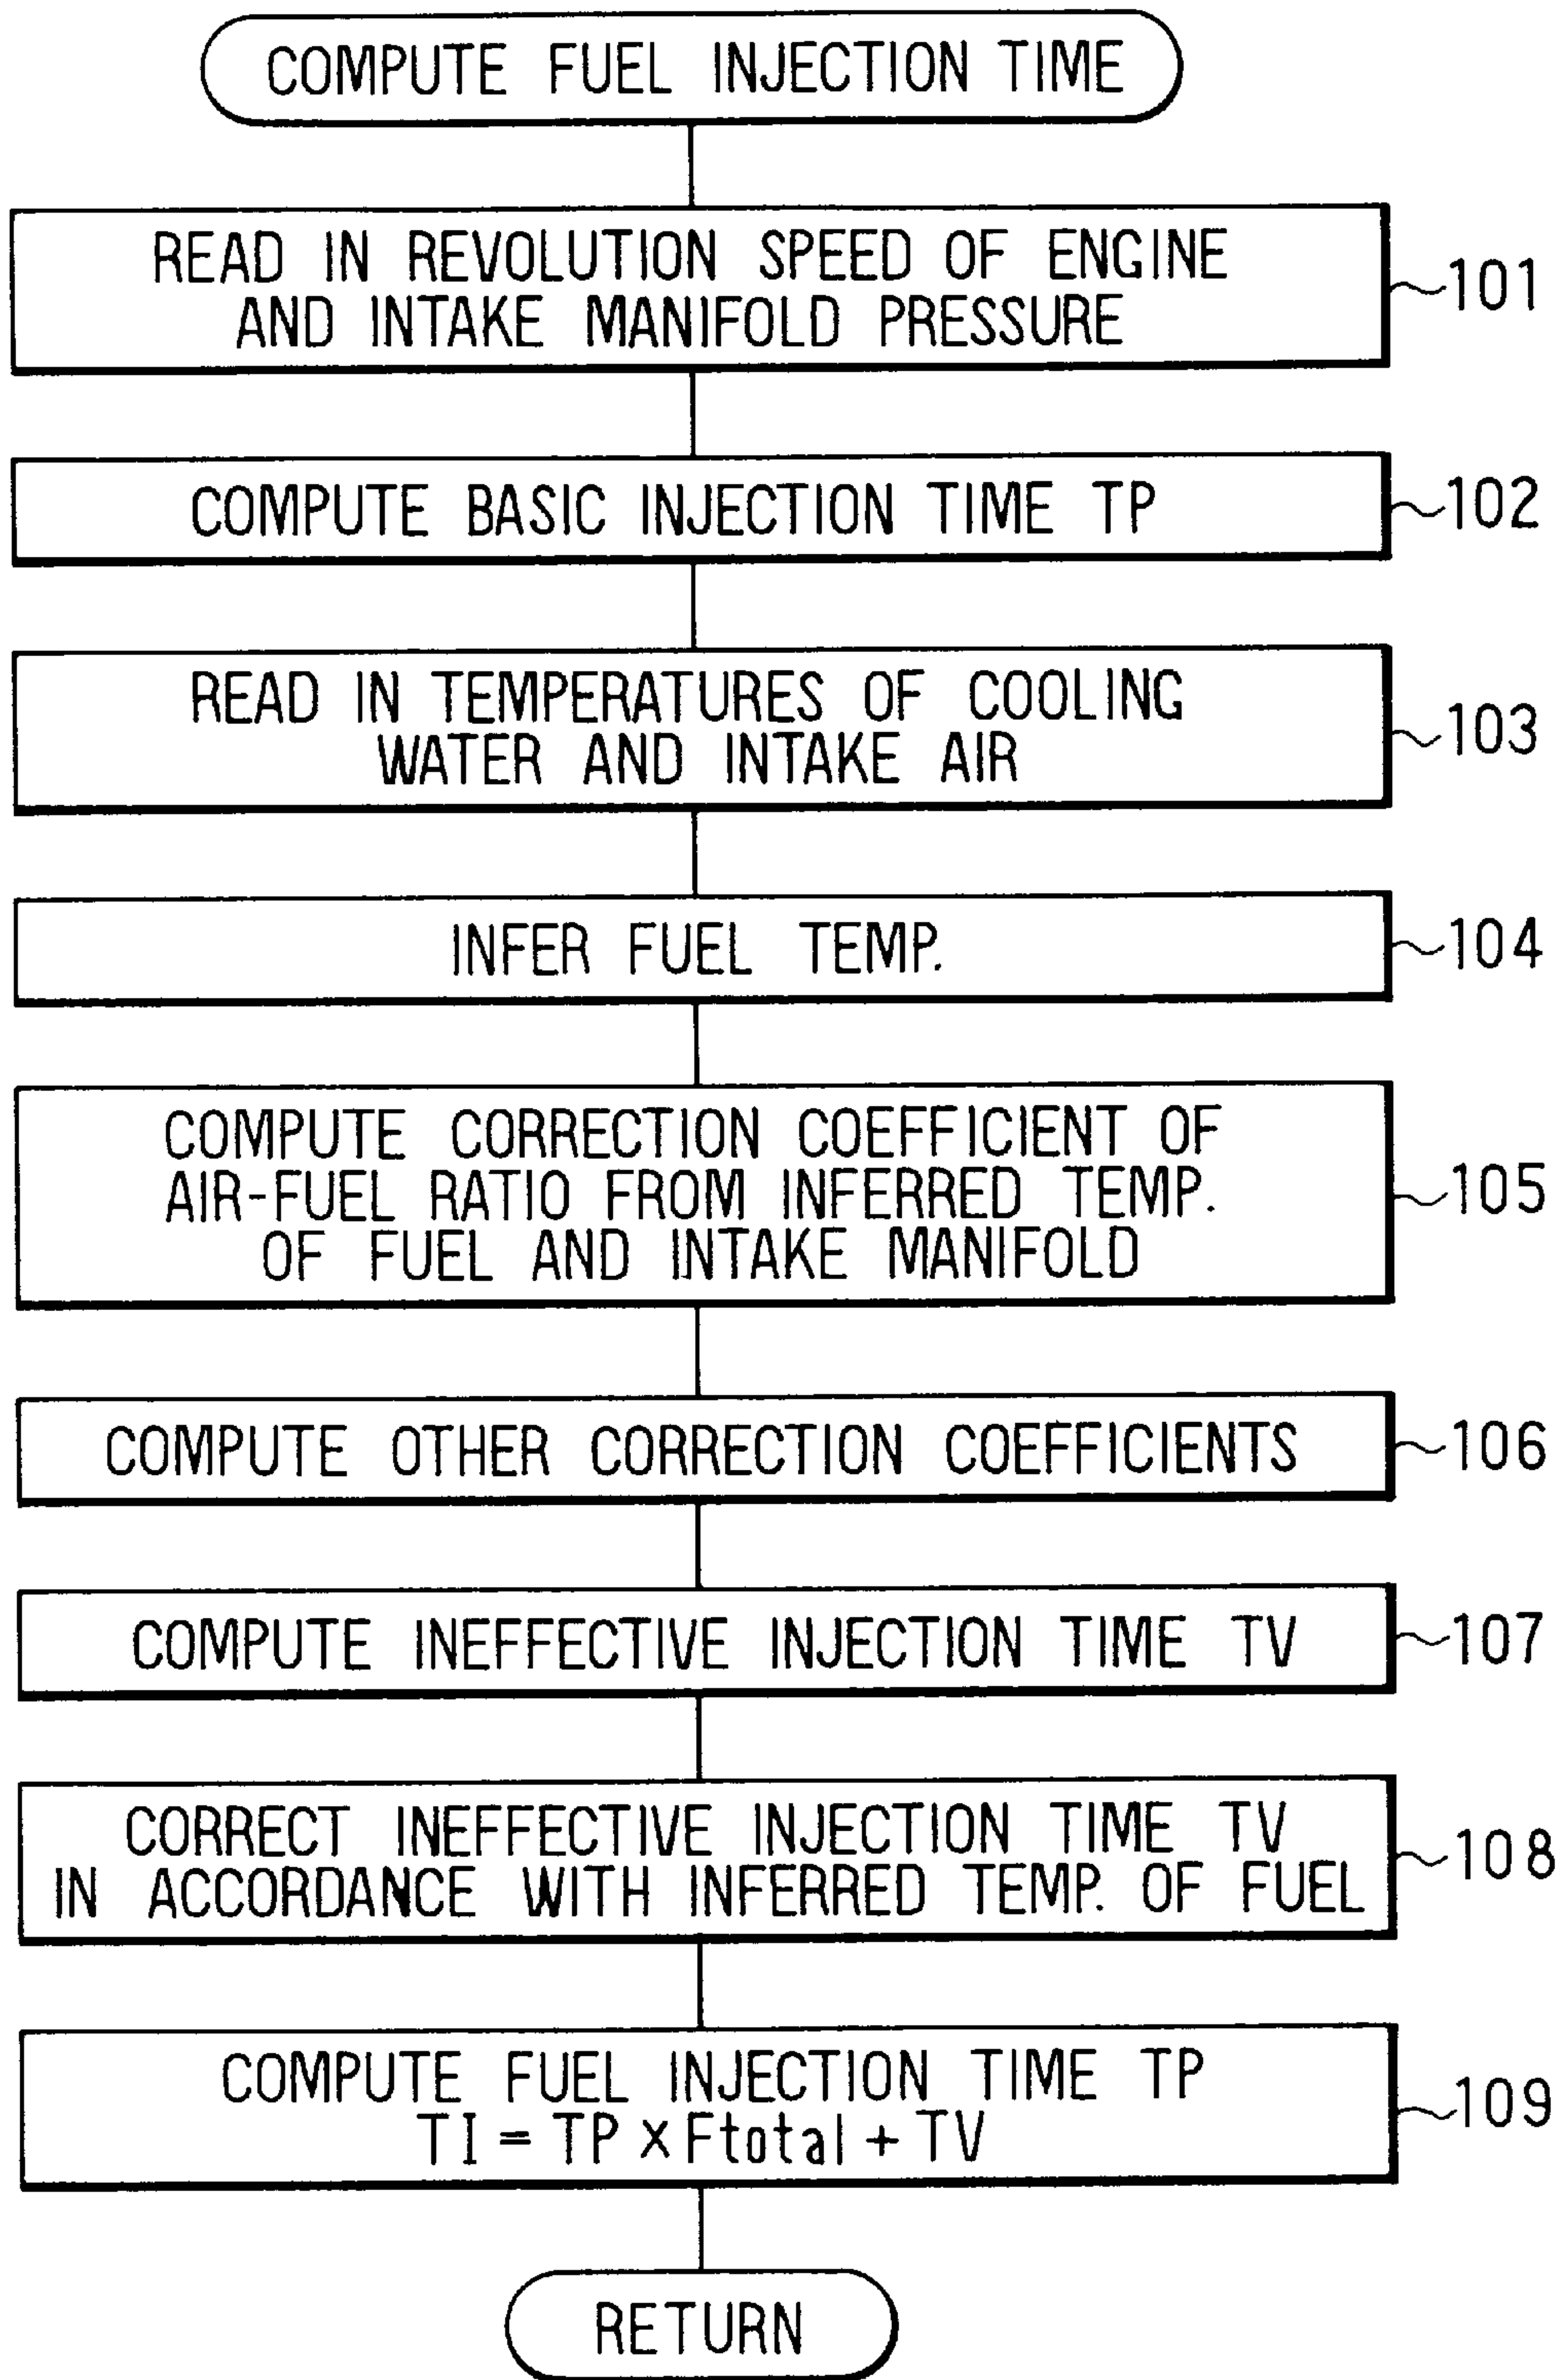 COMPUTE FUEL INJECTION TIME
READ IN REVOLUTION SPEED OF ENGINE
AND INTAKE MANIFOLD PRESSURE
101
COMPUTE BASIC INJECTION TIME TP
102
READ IN TEMPERATURES OF COOLING
WATER AND INTAKE AIR
103
INFER FUEL TEMP.
104
COMPUTE CORRECTION COEFFICIENT OF
AIR-FUEL RATIO FROM INFERRED TEMP.
OF FUEL AND INTAKE MANIFOLD
105
COMPUTE OTHER CORRECTION COEFFICIENTS
106
COMPUTE INEFFECTIVE INJECTION TIME TV
107
CORRECT INEFFECTIVE INJECTION TIME TV
IN ACCORDANCE WITH INFERRED TEMP. OF FUEL
108
COMPUTE FUEL INJECTION TIME TP
TI = TP × Ftotal + TV
109
RETURN